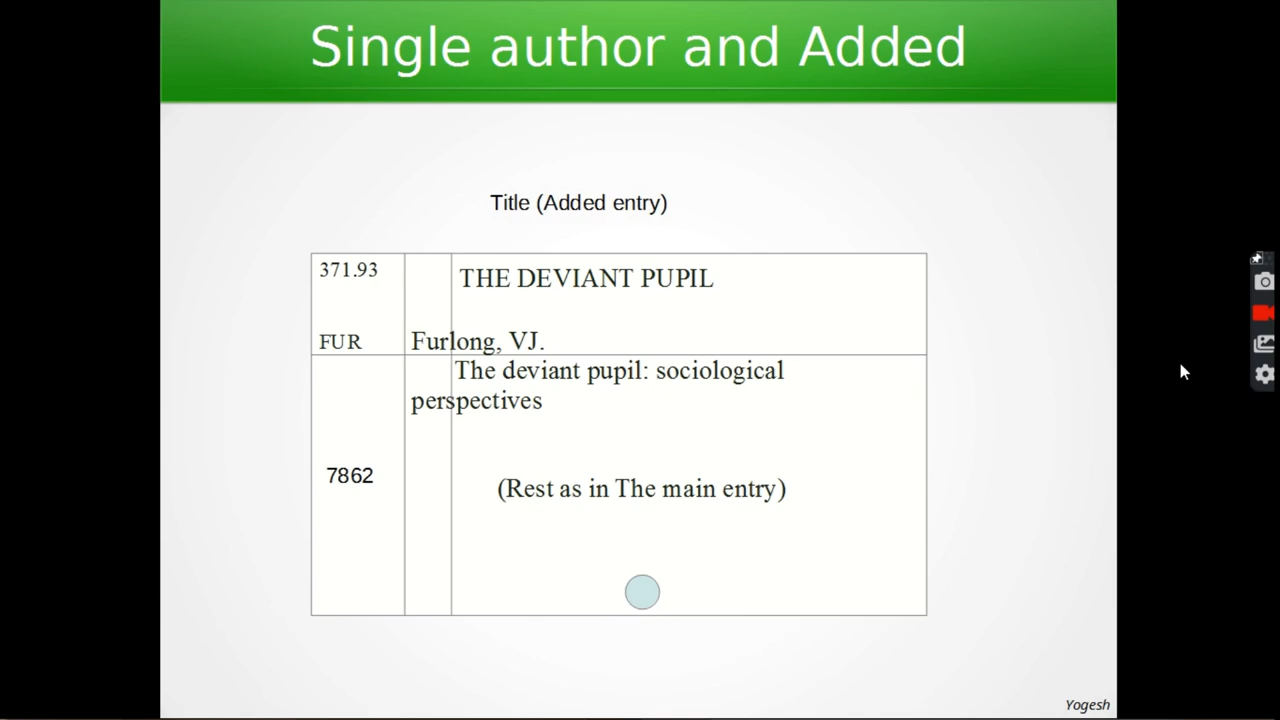 Single author and Added
Title (Added entry)
371.93
THE DEVIANT PUPIL
FUR
Furlong, VJ.
The deviant pupil: sociological
perspectives
7862
(Rest as in The main entry)
Yogesh